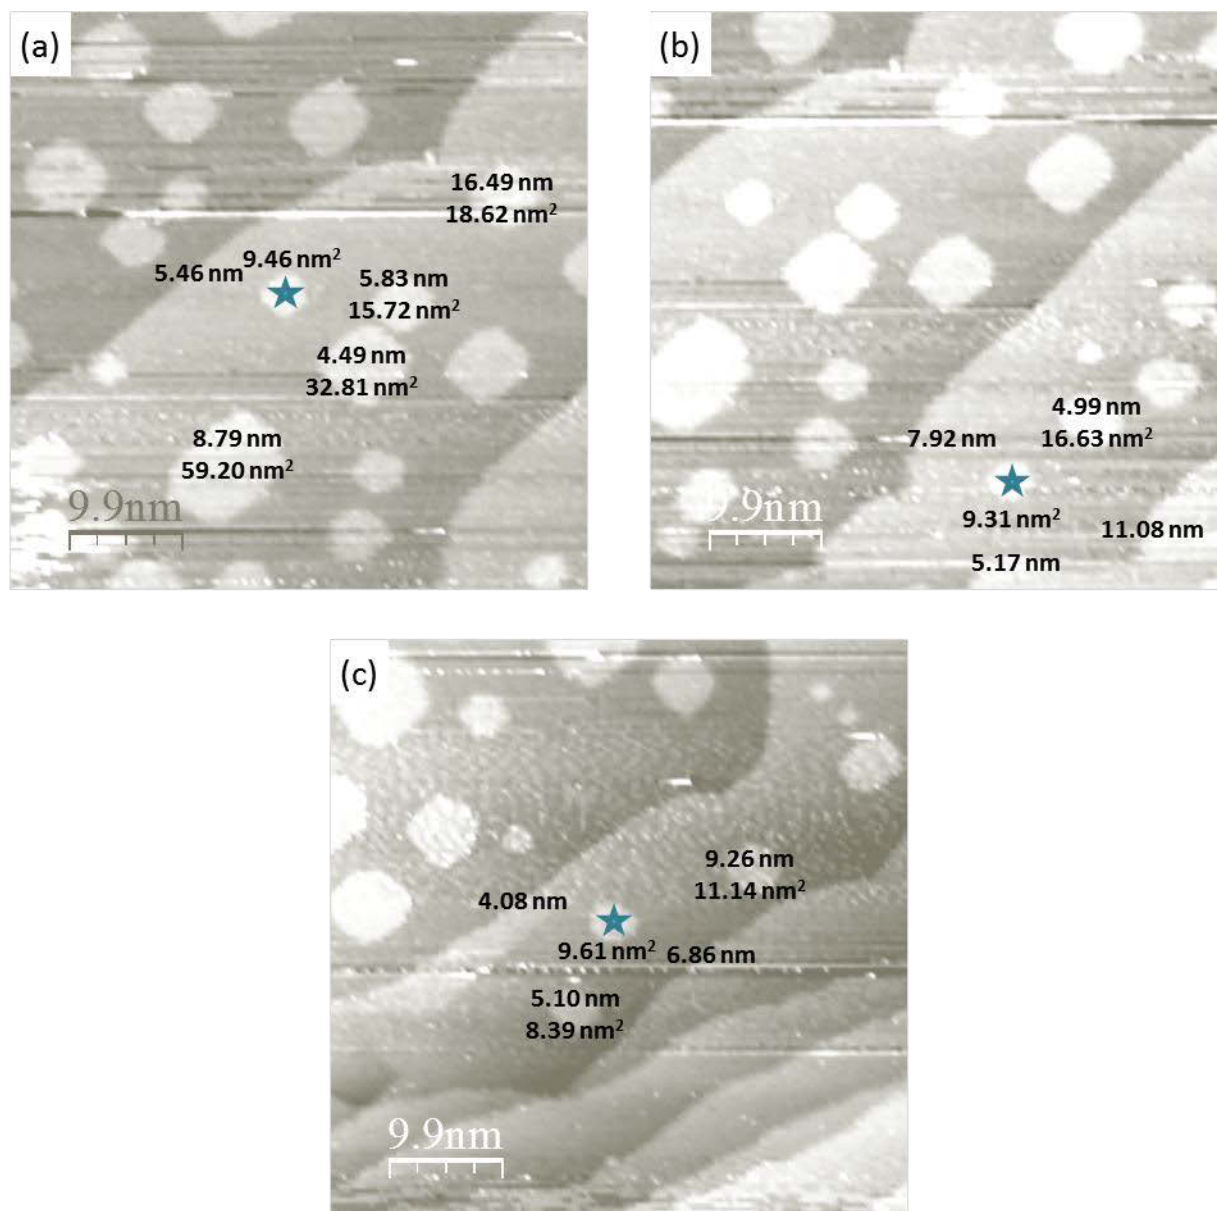 (a)
16.49 nm
18.62 nm²
9.46 nm²
5.46 nm
5.83 nm
15.72 nm²
4.49 nm
32.81 nm²
8.79 nm
59.20 nm²
9.9nm
(b)
4.99 nm
16.63 nm²
7.92 nm
9.9nm
9.31 nm²
11.08 nm
5.17 nm
(c)
9.26 nm
11.14 nm²
4.08 nm
9.61 nm²
6.86 nm
5.10 nm
8.39 nm²
9.9nm